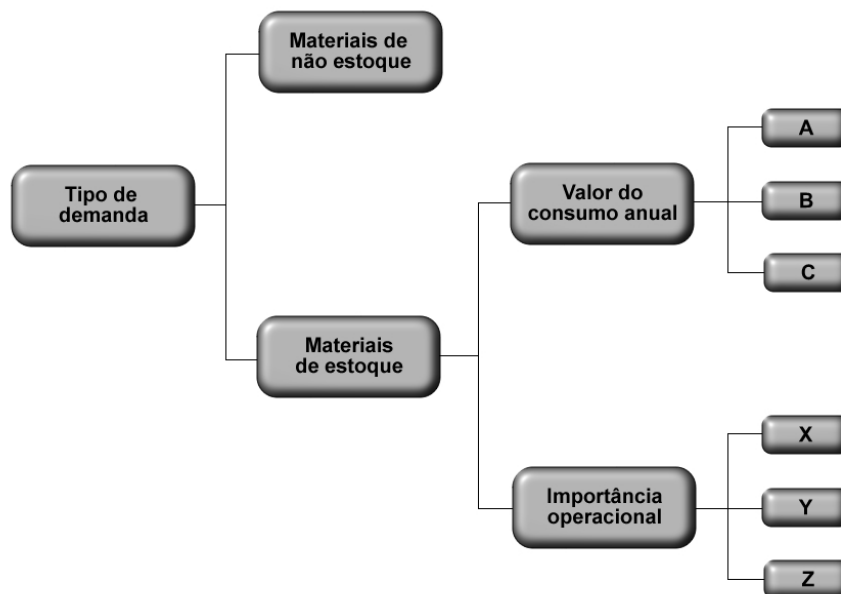 Materiais de
não estoque
Tipo de
demanda
Materiais
de estoque
Valor do
consumo anual
A
B
C
Importância
operacional
X
Y
Z